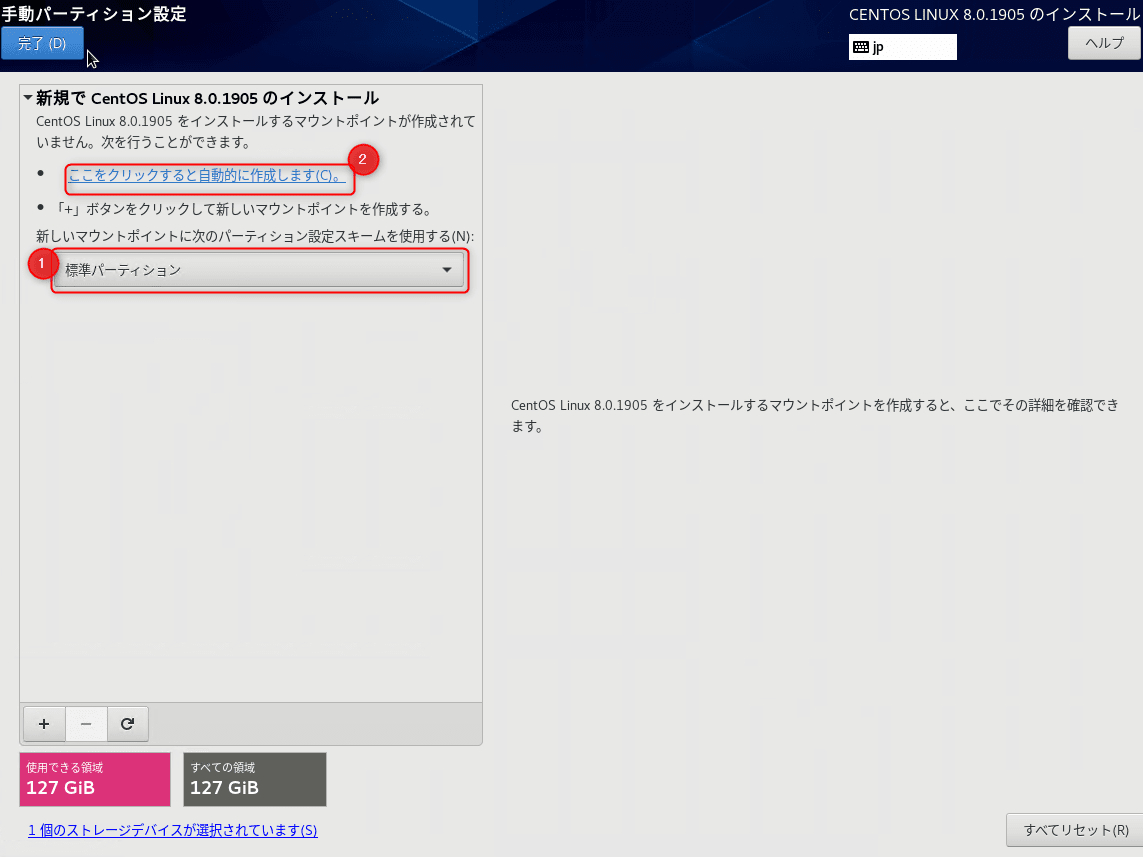 手動パーティション設定
CENTOS LINUX 8.0.1905 のインストール
完了 (D)
jp
ヘルプ
新規で CentOS Linux 8.0.1905 のインストール
CentOS Linux 8.0.1905 をインストールするマウントポイントが作成されて
いません。次を行うことができます。
2
ここをクリックすると自動的に作成します(C)。
「+」ボタンをクリックして新しいマウントポイントを作成する。
新しいマウントポイントに次のパーティション設定スキームを使用する(N):
1
標準パーティション
CentOS Linux 8.0.1905 をインストールするマウントポイントを作成すると、ここでその詳細を確認でき
ます。
使用できる領域
127 GiB
すべての領域
127 GiB
1 個のストレージデバイスが選択されています(S)
すべてリセット(R)